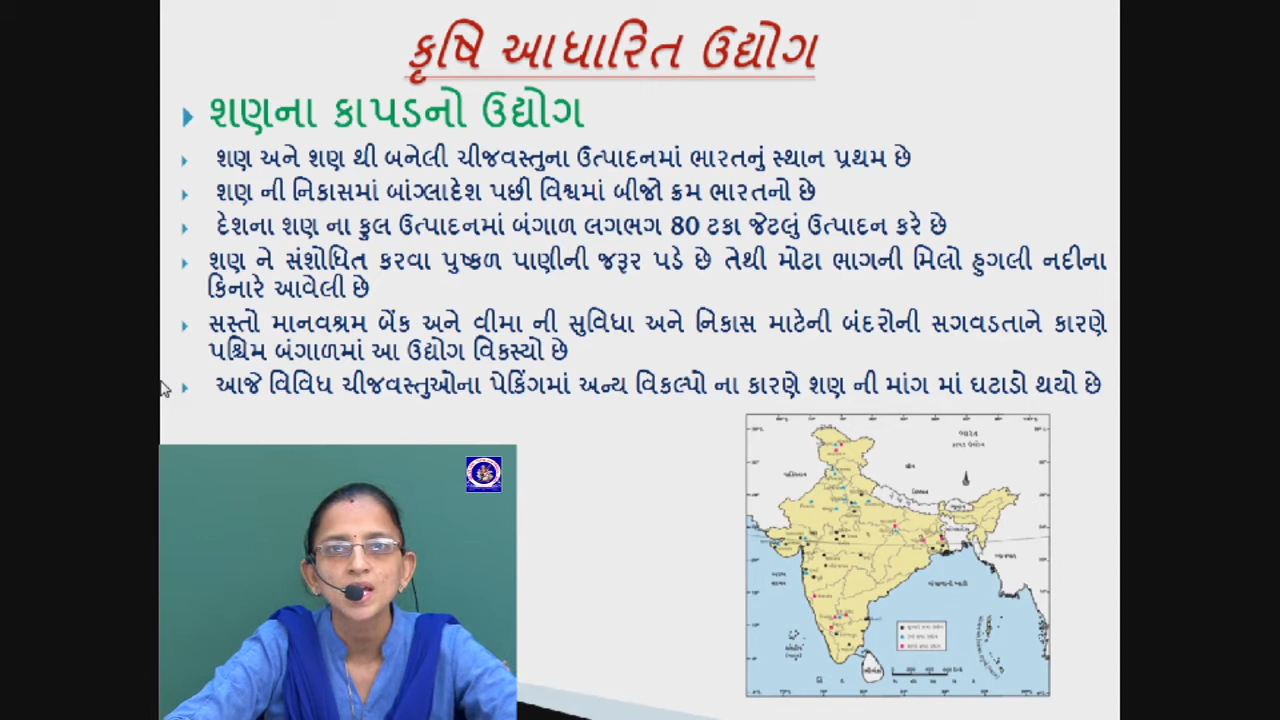 કૃષિ આધારિત ઉદ્યોગ
શણના કાપડનો ઉદ્યોગ
શણ અને શણ થી બનેલી ચીજવસ્તુના ઉત્પાદનમાં ભારતનું સ્થાન પ્રથમ છે
શણ ની નિકાસમાં બાંગ્લાદેશ પછી વિશ્વમાં બીજો ક્રમ ભારતનો છે
દેશના શણ ના કુલ ઉત્પાદનમાં બંગાળ લગભગ 80 ટકા જેટલું ઉત્પાદન કરે છે
શણ ને સંશોધિત કરવા પુષ્કળ પાણીની જરૂર પડે છે તેથી મોટા ભાગની મિલો હુગલી નદીના
કિનારે આવેલી છે
સસ્તો માનવશ્રમ બેંક અને વીમા ની સુવિધા અને નિકાસ માટેની બંદરોની સગવડતાને કારણે
પશ્ચિમ બંગાળમાં આ ઉદ્યોગ વિકસ્યો છે
આજે વિવિધ ચીજવસ્તુઓના પેકિંગમાં અન્ય વિકલ્પો ના કારણે શણ ની માંગ માં ઘટાડો થયો છે
ભારત
કાપડ ઉદ્યોગ
પાકિસ્તાન
ચીન
બંગાળાની ખાડી
શ્રીલંકા